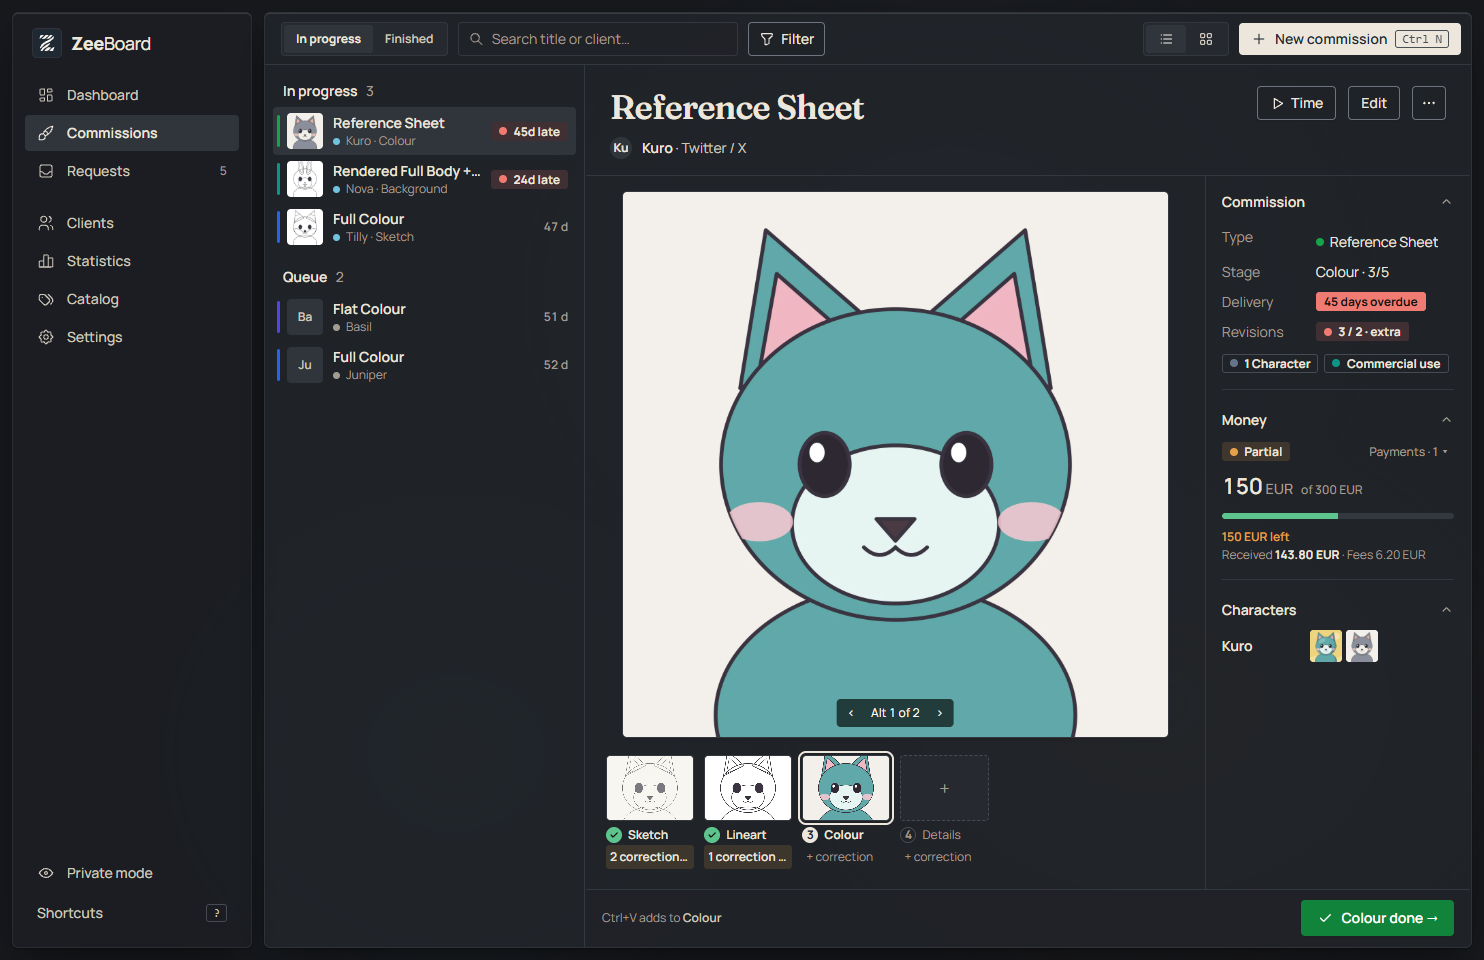 ZeeBoard
Dashboard
Commissions
Requests 5
Clients
Statistics
Catalog
Settings
Private mode
Shortcuts ?
In progress Finished
Search title or client...
Filter
New commission Ctrl N
In progress 3
Reference Sheet
Kuro · Colour
45d late
Rendered Full Body +...
Nova · Background
24d late
Full Colour
Tilly · Sketch
47 d
Queue 2
Ba
Flat Colour
Basil
51 d
Ju
Full Colour
Juniper
52 d
Reference Sheet
Ku Kuro · Twitter / X
Time
Edit
...
Alt 1 of 2
Sketch
2 correction...
Lineart
1 correction ...
3 Colour
+ correction
+
4 Details
+ correction
Ctrl+V adds to Colour
Colour done →
Commission
Type Reference Sheet
Stage Colour · 3/5
Delivery 45 days overdue
Revisions 3 / 2 · extra
1 Character Commercial use
Money
Partial Payments · 1
150 EUR of 300 EUR
150 EUR left
Received 143.80 EUR · Fees 6.20 EUR
Characters
Kuro